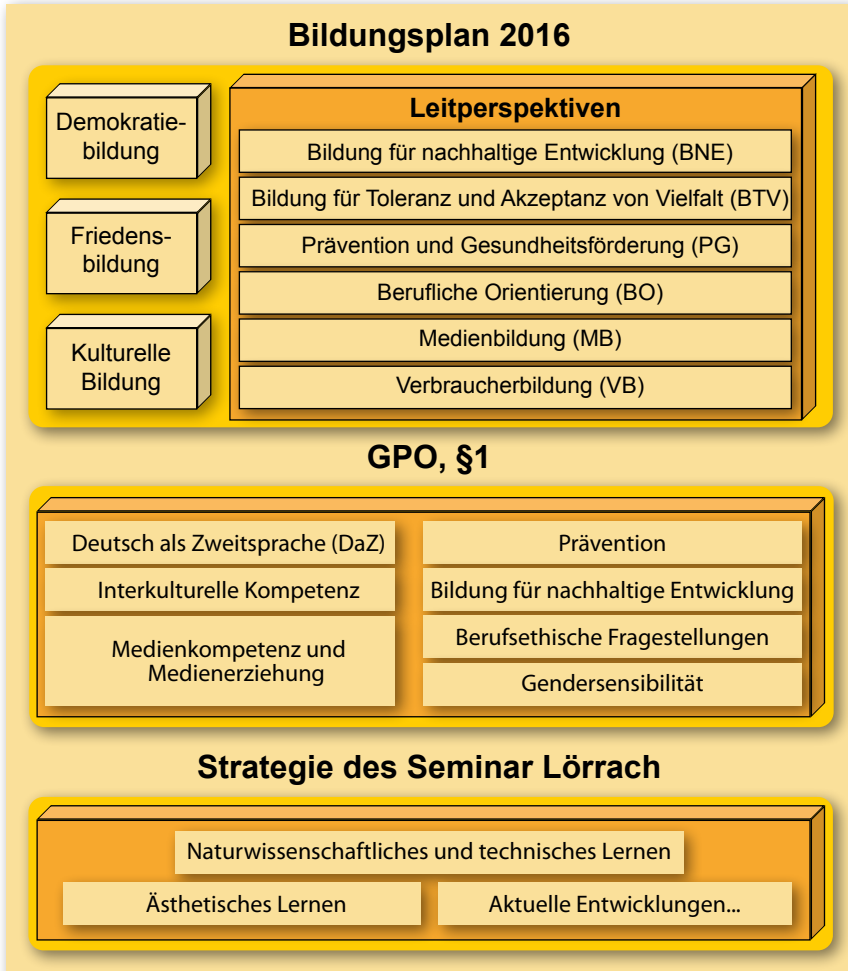 Bildungsplan 2016
Demokratie-
bildung
Friedens-
bildung
Kulturelle
Bildung
Leitperspektiven
Bildung für nachhaltige Entwicklung (BNE)
Bildung für Toleranz und Akzeptanz von Vielfalt (BTV)
Prävention und Gesundheitsförderung (PG)
Berufliche Orientierung (BO)
Medienbildung (MB)
Verbraucherbildung (VB)
GPO, §1
Deutsch als Zweitsprache (DaZ)
Interkulturelle Kompetenz
Medienkompetenz und
Medienerziehung
Prävention
Bildung für nachhaltige Entwicklung
Berufsethische Fragestellungen
Gendersensibilität
Strategie des Seminar Lörrach
Naturwissenschaftliches und technisches Lernen
Ästhetisches Lernen
Aktuelle Entwicklungen...